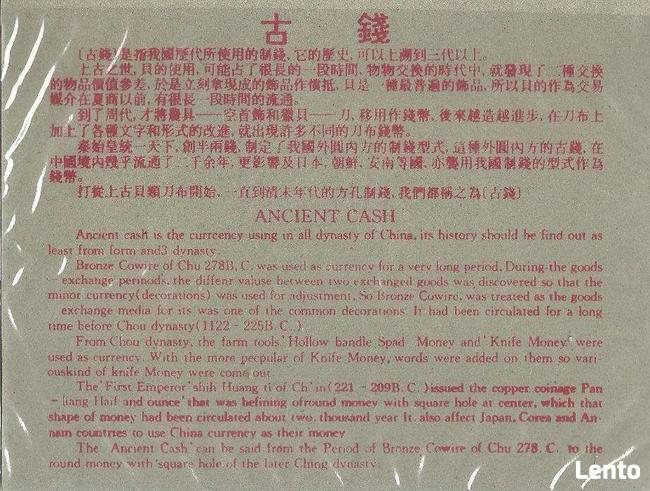 古 錢
〔古錢〕是指我國歷代所使用的制錢，它的歷史，可以上溯到三代以上。
上古之世，貝的使用，可能占了很長的一段時間，物物交換的時代中，就發現了二種交換
的物品價值參差，於是立刻拿現成的飾品作償抵，貝是一種最普遍的飾品，所以貝的作為交易
媒介在夏商以前，有很長一段時間的流通。
到了周代，才將農具——空首飾和獵具——刀，移用作錢幣，後來越造越進步，在刀布上
加上了各種文字和形式的改進，就出現許多不同的刀布錢幣。
秦始皇統一天下，創半兩錢，制定了我國外圓內方的制錢型式，這種外圓內方的古錢，在
中國境內幾乎流通了二千餘年，更影響及日本，朝鮮，安南等國，亦襲用我國制錢的型式作為
錢幣。
打從上古貝類刀布開始，一直到清末年代的方孔制錢，我們都稱之為〔古錢〕
ANCIENT CASH
Ancient cash is the currcency using in all dynasty of China, its history should be find out as
least from form and3 dynasty.
Bronze Cowire of Chu 278B, C. was used as currency for a very long period. During-the goods
exchange perinods, the differnr valuse between two exchanged goods was discovered so that the
minor currency(decorations) was used for adjustment, So Bronze Cowiro, was treated as the goods
exchange media for its was one of the common decorations It had been circulated for a long
time before Chou dynasty(1122 - 225B. C. .).
From Chou dynasty, the farm tools' Hollow bandle Spad Money and' Knife Money' were
used as currency. With the more pecpular of Knife Money, words were added on them so vari-
ouskind of knife Money were come out
The 'First Emperor' shih Huang ti of Ch'in(221 - 209B. C. )issued the copper coinage Pan
- liang Haif and ounce' that was befining ofround money with square hole at center, which that
shape of money had been circulated about two. thousand year It. also affect Japan, Corea and An-
nam countries to use China currency as their money
The 'Ancient Cash' can be said from the Period of Bronze Cowire of Chu 278. C. to the
round money with 'square hole of the later Ching dynasty.
Lento